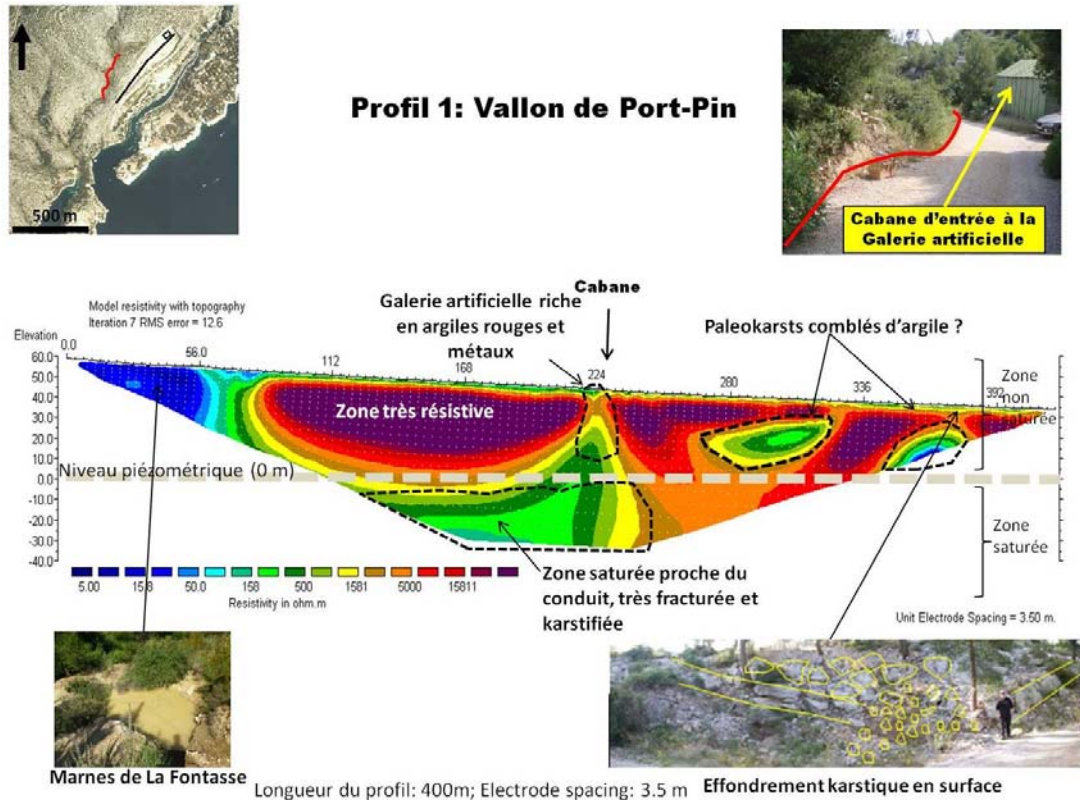 Profil 1: Vallon de Port-Pin
500 m
Cabane d'entrée à la
Galerie artificielle
Model resistivity with topography
Iteration 7 RMS error = 12.6
Galerie artificielle riche
en argiles rouges et
métaux
Cabane
Paleokarsts comblés d'argile ?
Elevation
0.0
56.0
112
168
224
280
336
392
60.0
50.0
40.0
30.0
20.0
10.0
0.0
-10.0
-20.0
-30.0
-40.0
Zone très résistive
Zone
non
saturée
Niveau piézométrique (0 m)
Zone
saturée
5.00 15.8 50.0 158 500 1581 5000 15811
Resistivity in ohm.m
Zone saturée proche du
conduit, très fracturée et
karstifiée
Unit Electrode Spacing = 3.50 m.
Marnes de La Fontasse
Effondrement karstique en surface
Longueur du profil: 400m; Electrode spacing: 3.5 m